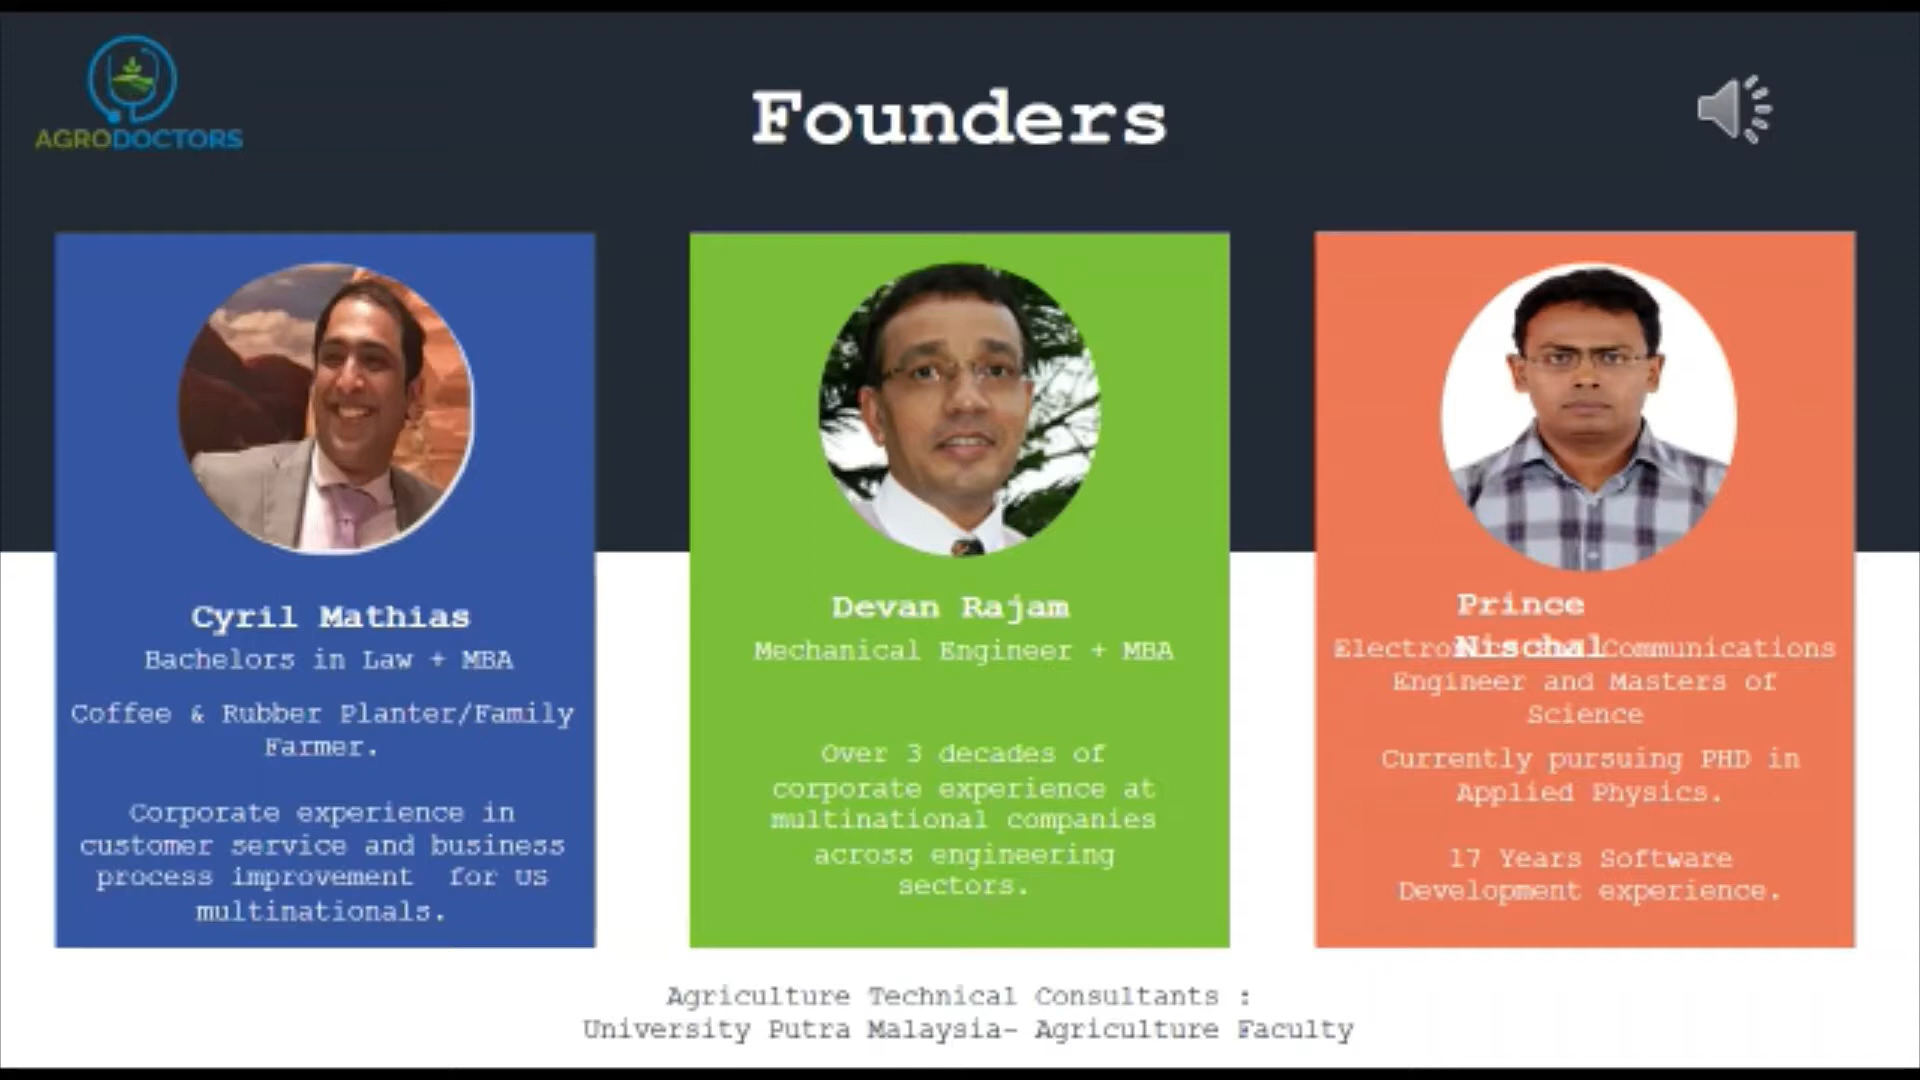 AGRODOCTORS
Founders
Cyril Mathias
Bachelors in Law + MBA
Coffee & Rubber Planter/Family
Farmer.
Corporate experience in
customer service and business
process improvement for US
multinationals.
Devan Rajam
Mechanical Engineer + MBA
Over 3 decades of
corporate experience at
multinational companies
across engineering
sectors.
Prince
Nischal
Communications
Engineer and Masters of
Science
Currently pursuing PHD in
Applied Physics.
17 Years Software
Development experience.
Agriculture Technical Consultants :
University Putra Malaysia- Agriculture Faculty